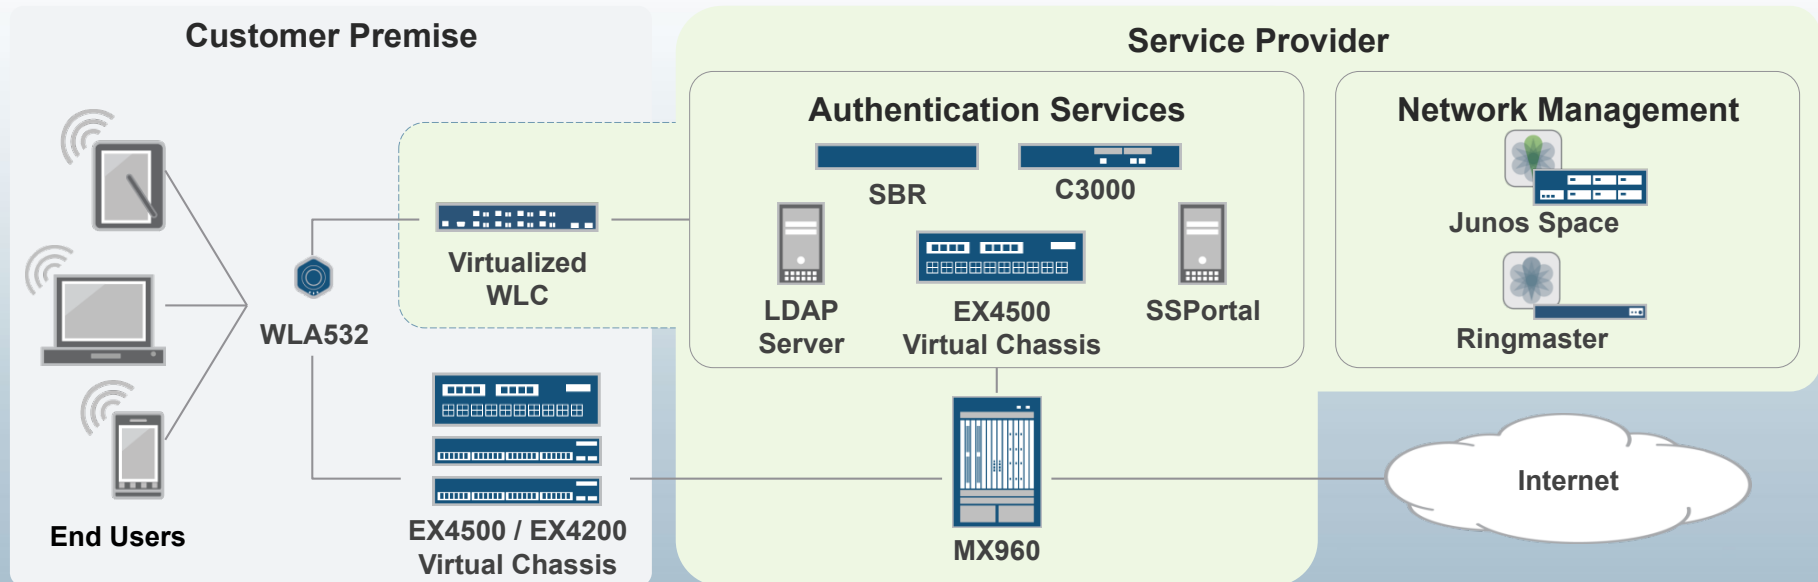 Customer Premise
Service Provider
Authentication Services
Network Management
SBR
C3000
Junos Space
Virtualized
WLC
LDAP
Server
EX4500
Virtual Chassis
SSPortal
WLA532
Ringmaster
End Users
EX4500 / EX4200
Virtual Chassis
MX960
Internet